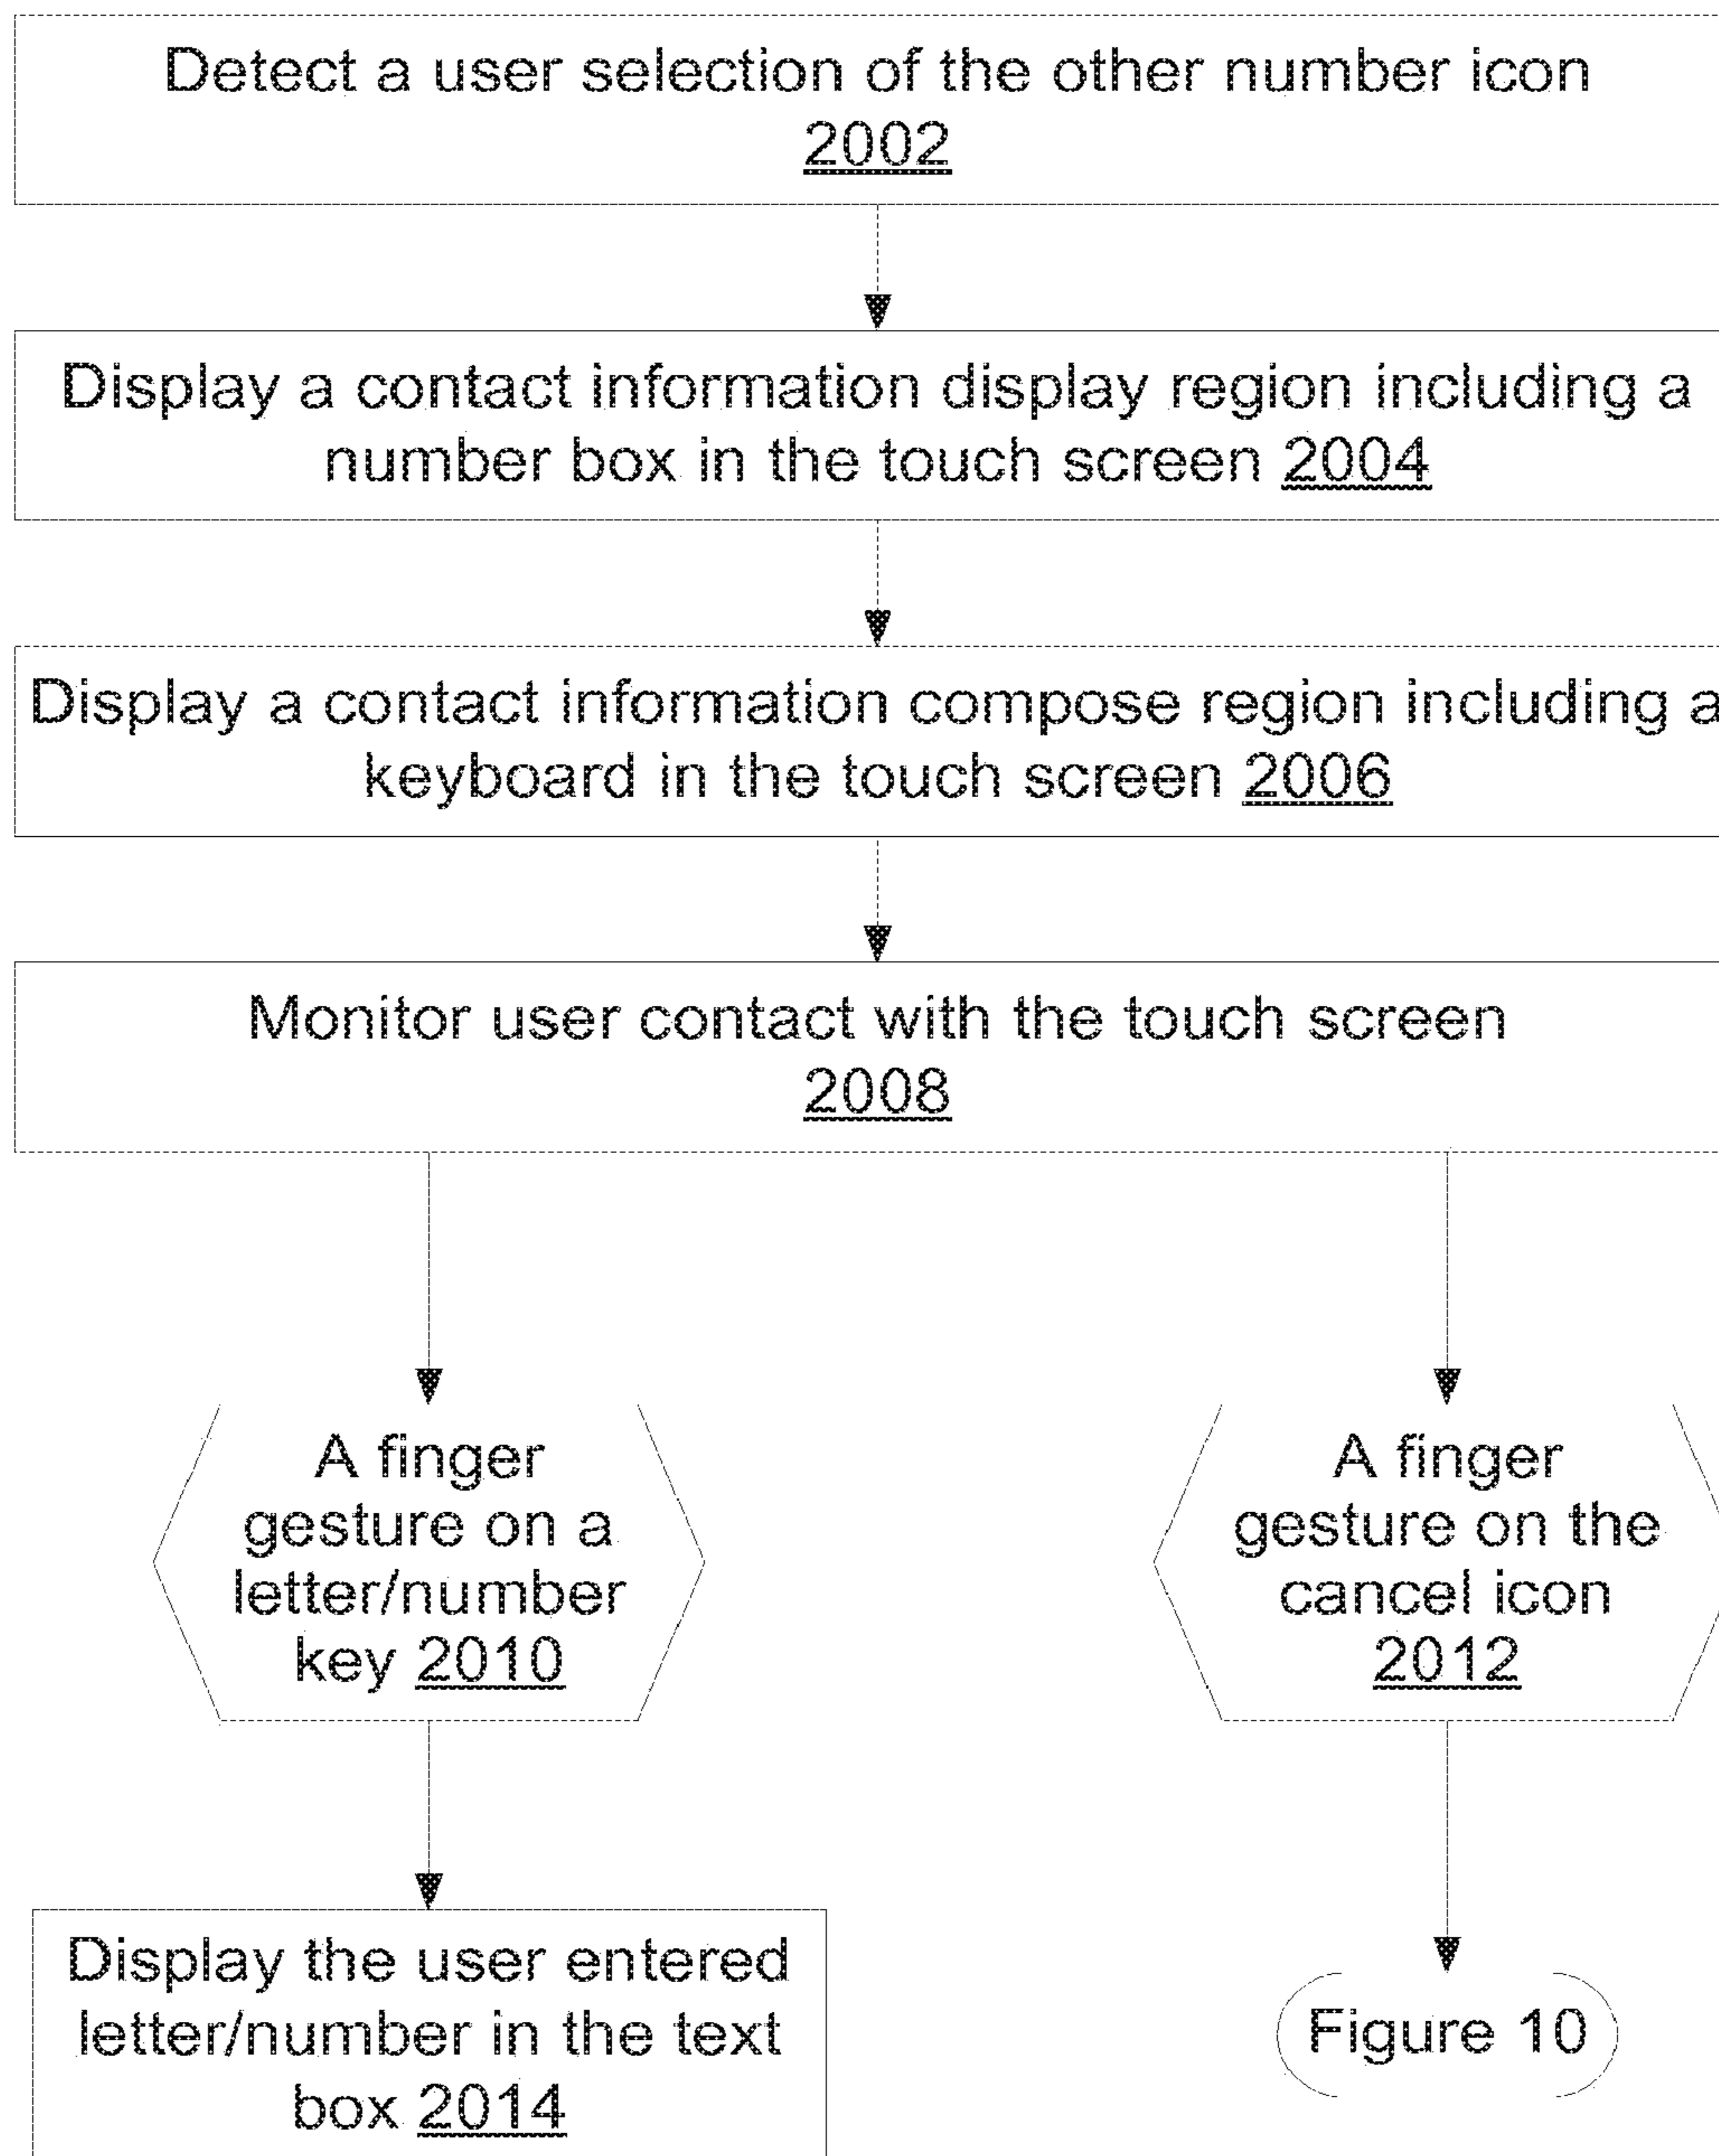 Detect a user selection of the other number icon
2002
Display a contact information display region including a
number box in the touch screen 2004
Display a contact information compose region including a
keyboard in the touch screen 2006
Monitor user contact with the touch screen
2008
A finger
gesture on a
letter/number
key 2010
A finger
gesture on the
cancel icon
2012
Display the user entered
letter/number in the text
box 2014
Figure 10